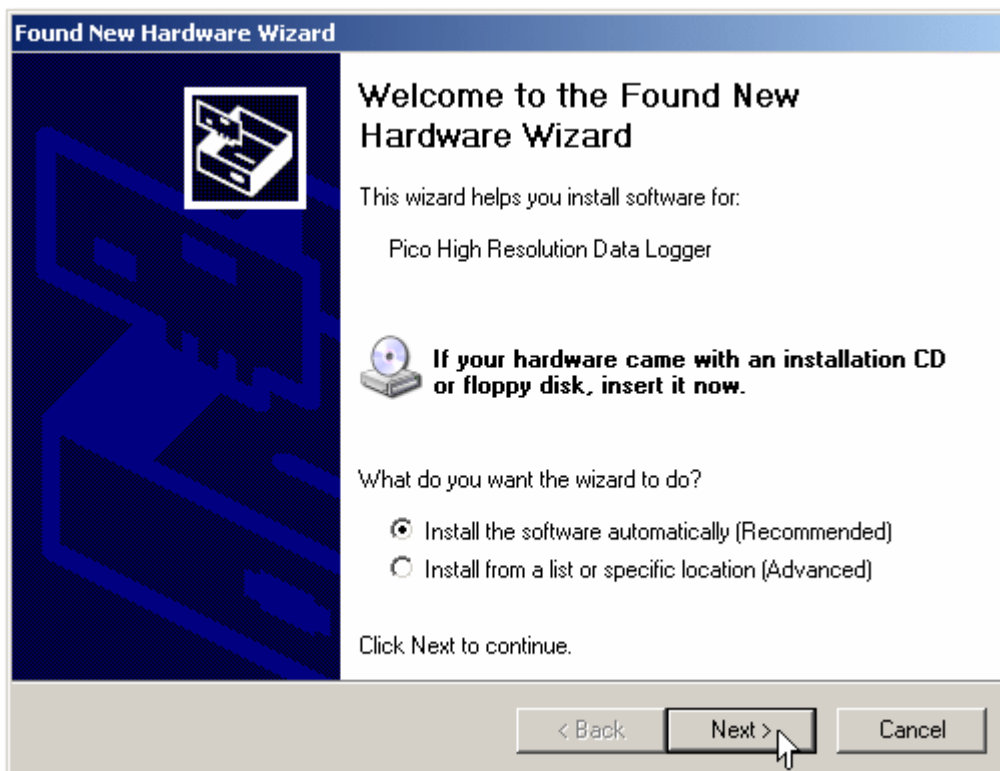 Found New Hardware Wizard
Welcome to the Found New
Hardware Wizard
This wizard helps you install software for:
Pico High Resolution Data Logger
If your hardware came with an installation CD
or floppy disk, insert it now.
What do you want the wizard to do?
Install the software automatically (Recommended)
Install from a list or specific location (Advanced)
Click Next to continue.
< Back Next > Cancel